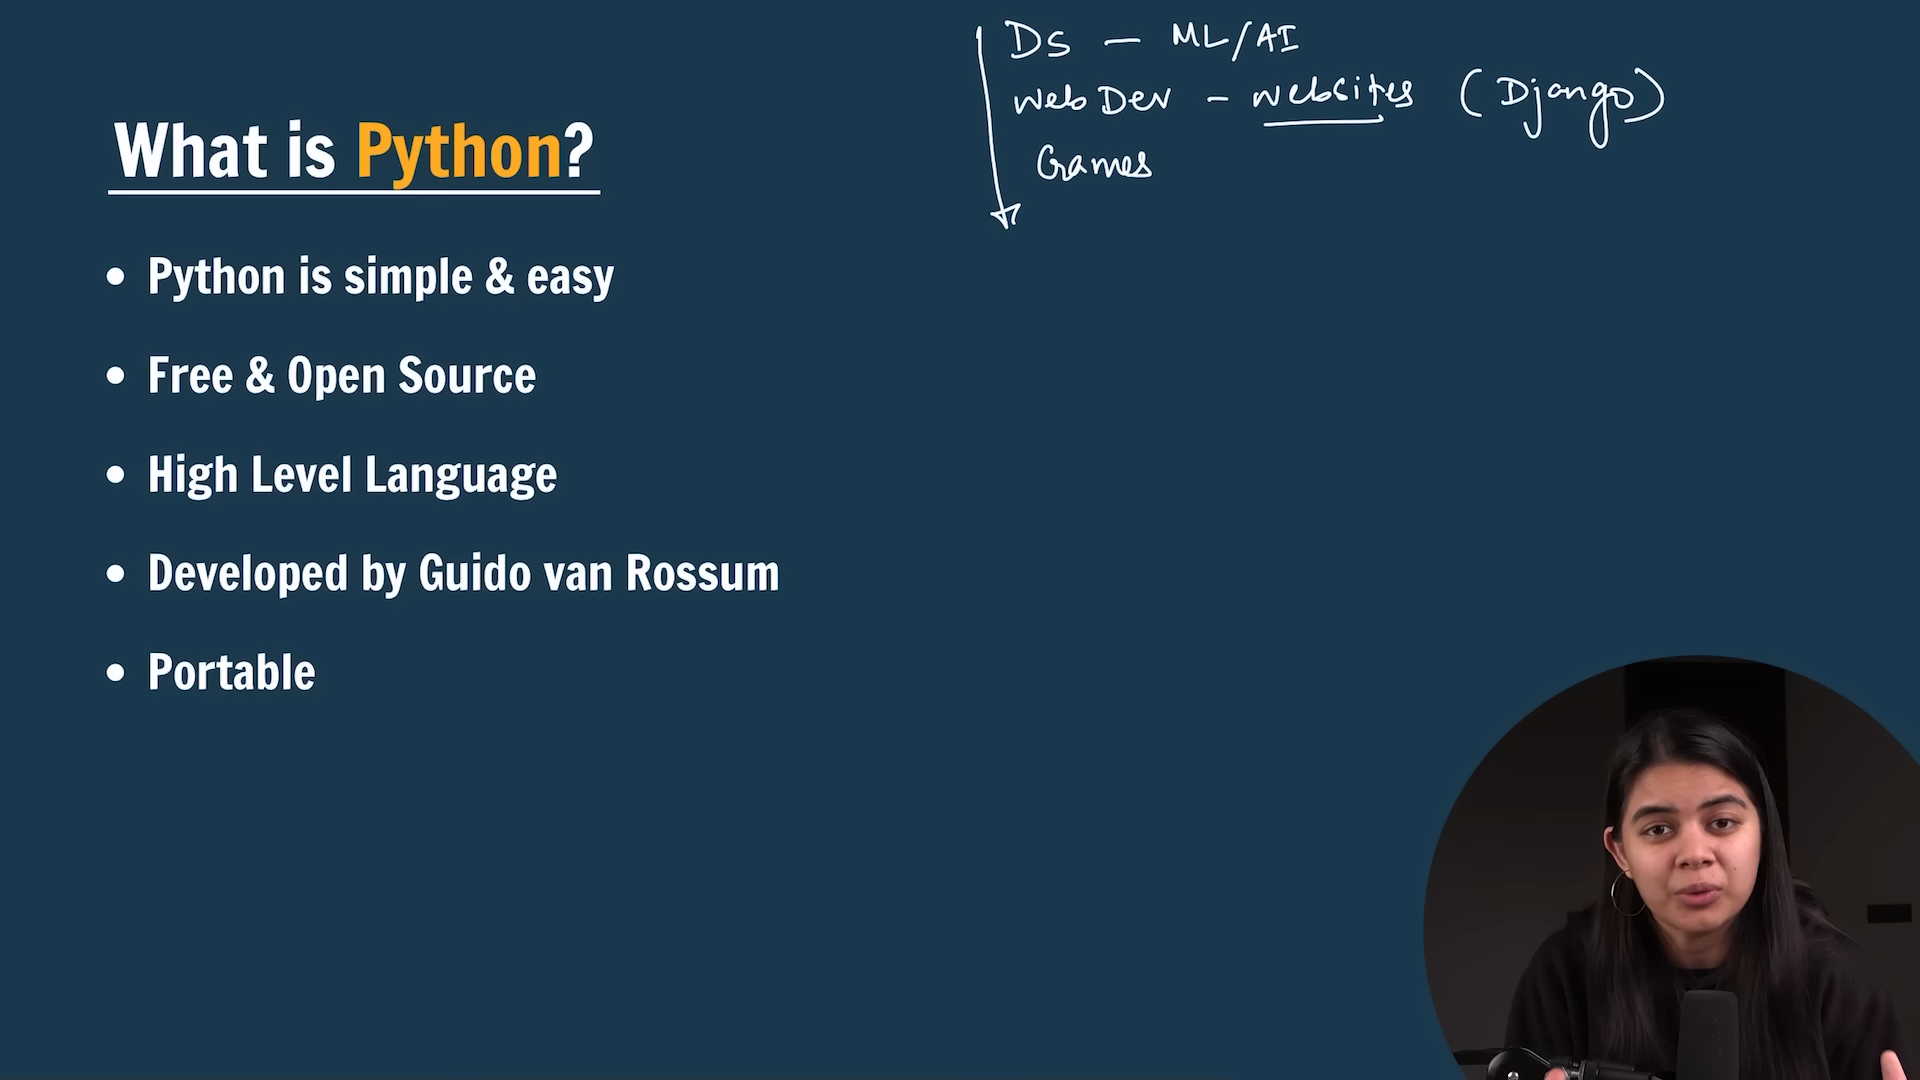 DS - ML/AI
Web Dev - Websites (Django)
Games
What is Python?
• Python is simple & easy
• Free & Open Source
• High Level Language
• Developed by Guido van Rossum
• Portable